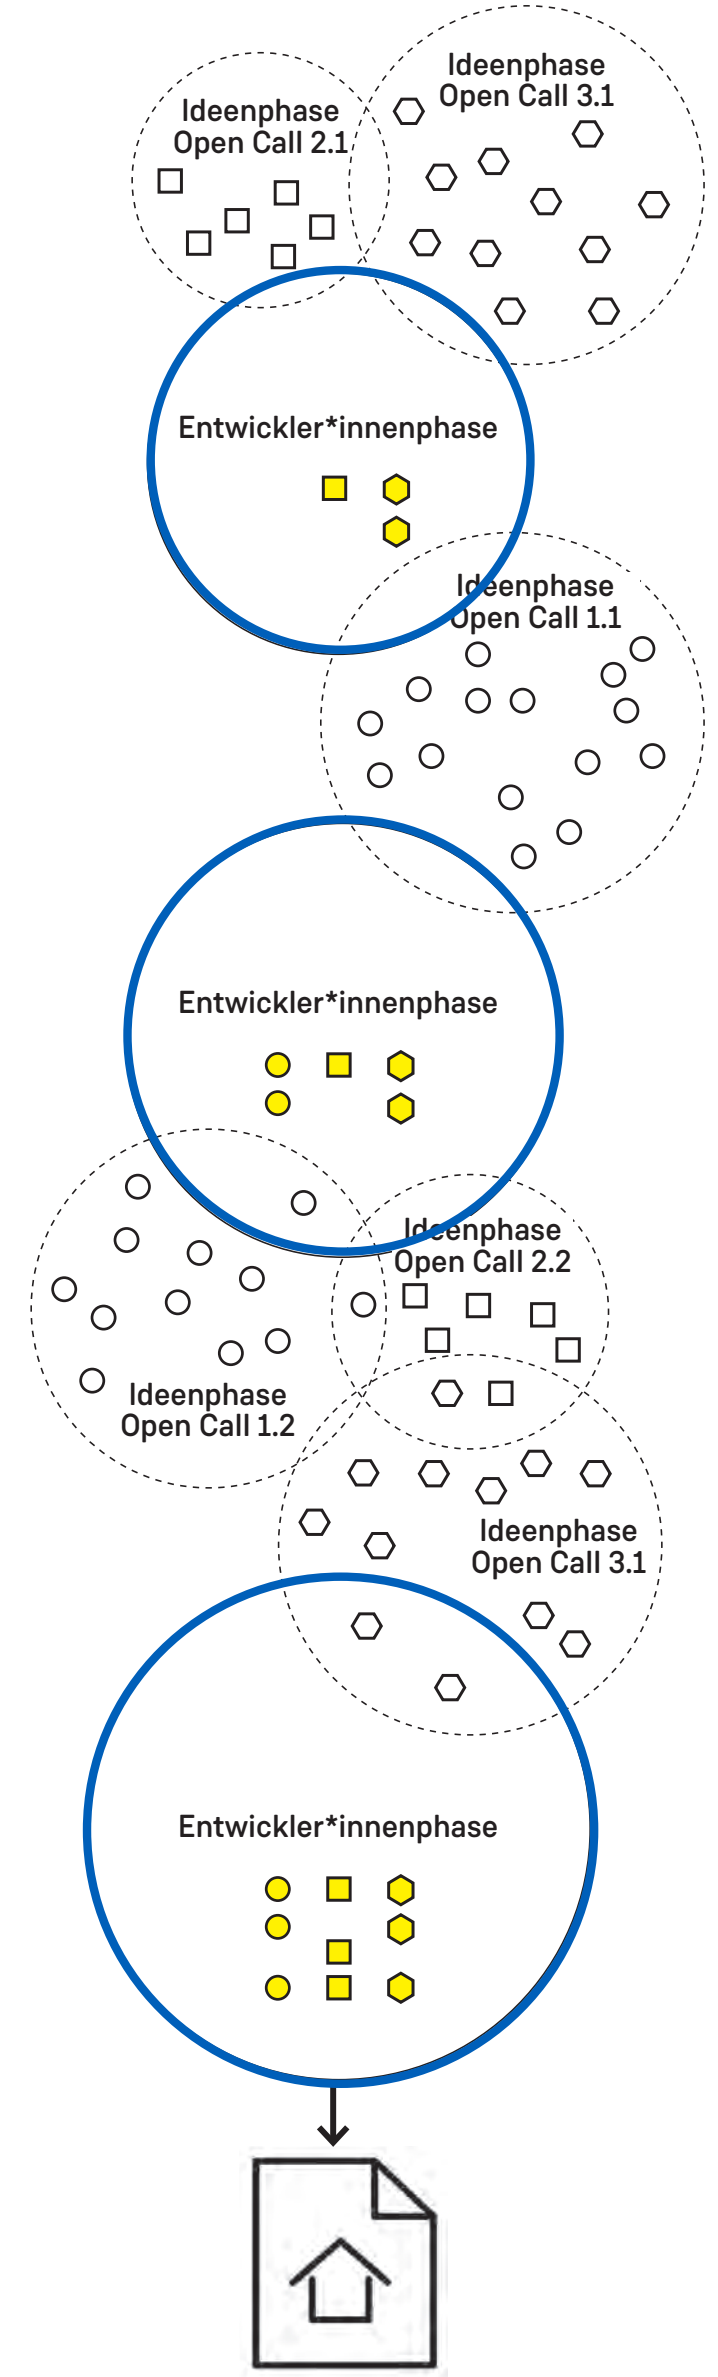 Ideenphase
Open Call 3.1
Ideenphase
Open Call 2.1
Entwickler*innenphase
Ideenphase
Open Call 1.1
Entwickler*innenphase
Ideenphase
Open Call 2.2
Ideenphase
Open Call 1.2
Ideenphase
Open Call 3.1
Entwickler*innenphase